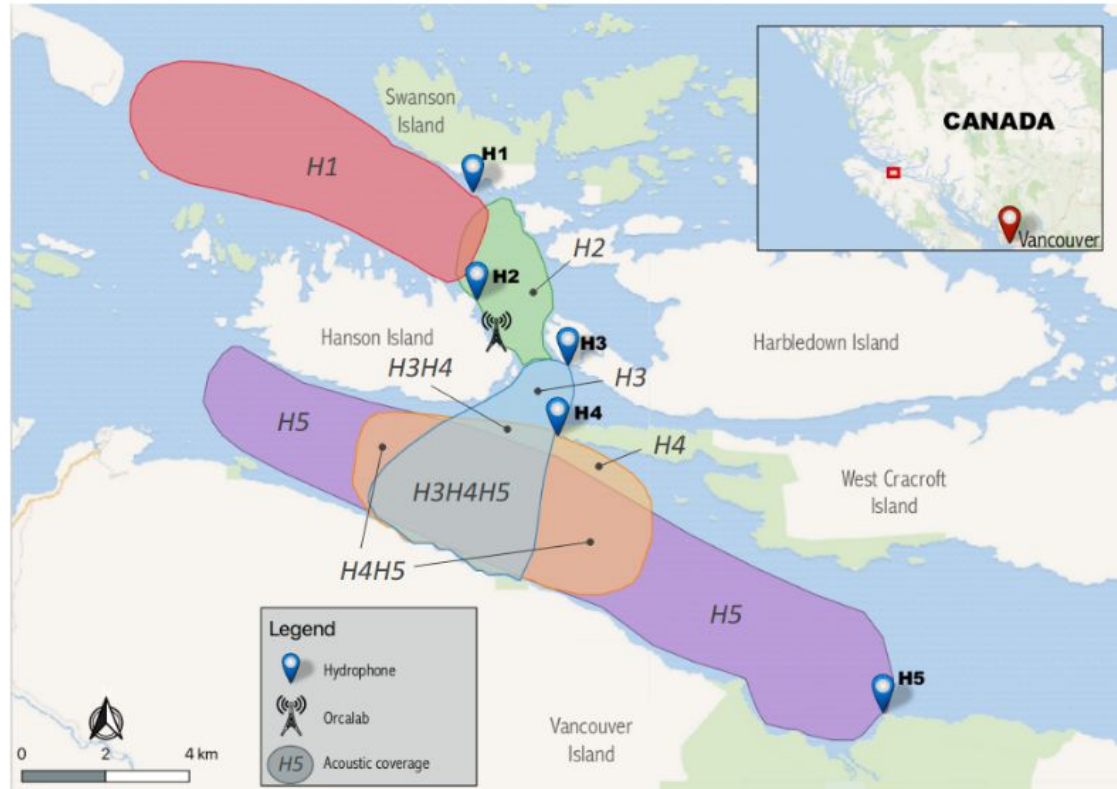 Swanson
Island
CANADA
Vancouver
H1
H1
H2
H2
Hanson Island
H3
Harbledown Island
H3H4
H3
H4
H5
H4
West Cracroft
Island
H3H4H5
H4H5
H5
H5
Legend
Hydrophone
Orcalab
H5 Acoustic coverage
Vancouver
Island
0 2 4 km